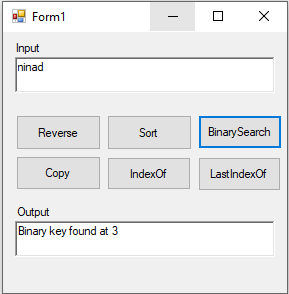 Form1
Input
ninad
Reverse
Sort
BinarySearch
Copy
IndexOf
LastIndexOf
Output
Binary key found at 3